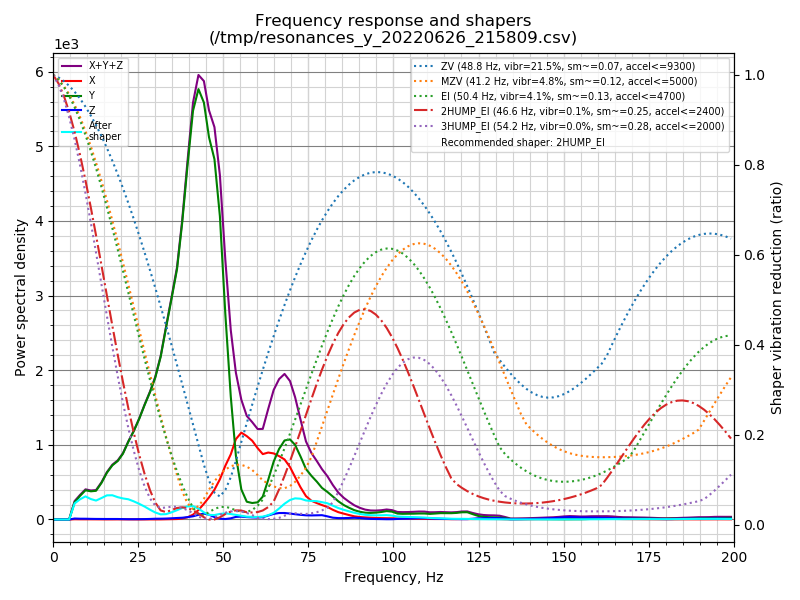 Frequency response and shapers
(/tmp/resonances_y_20220626_215809.csv)
1e3
X+Y+Z
X
Y
Z
After
shaper
ZV (48.8 Hz, vibr=21.5%, sm~=0.07, accel<=9300)
MZV (41.2 Hz, vibr=4.8%, sm~=0.12, accel<=5000)
EI (50.4 Hz, vibr=4.1%, sm~=0.13, accel<=4700)
2HUMP_EI (46.6 Hz, vibr=0.1%, sm~=0.25, accel<=2400)
3HUMP_EI (54.2 Hz, vibr=0.0%, sm~=0.28, accel<=2000)
Recommended shaper: 2HUMP_EI
Power spectral density
6
5
4
3
2
1
0
1.0
0.8
0.6
0.4
0.2
0.0
Shaper vibration reduction (ratio)
0 25 50 75 100 125 150 175 200
Frequency, Hz